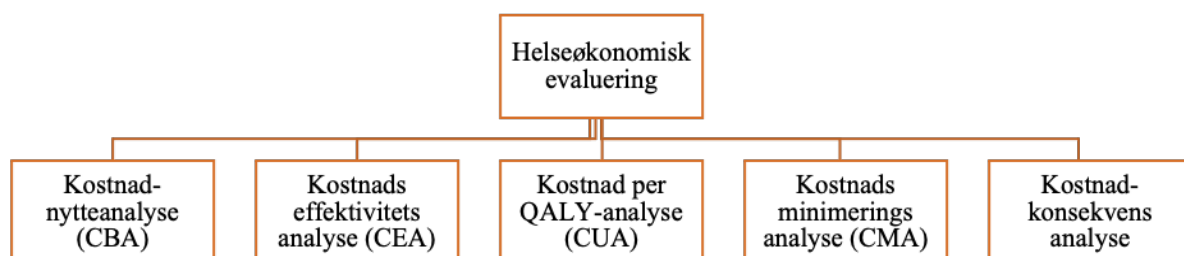 Helseøkonomisk
evaluering
Kostnad-
nytteanalyse
(CBA)
Kostnads
effektivitets
analyse (CEA)
Kostnad per
QALY-analyse
(CUA)
Kostnads
minimerings
analyse (CMA)
Kostnad-
konsekvens
analyse